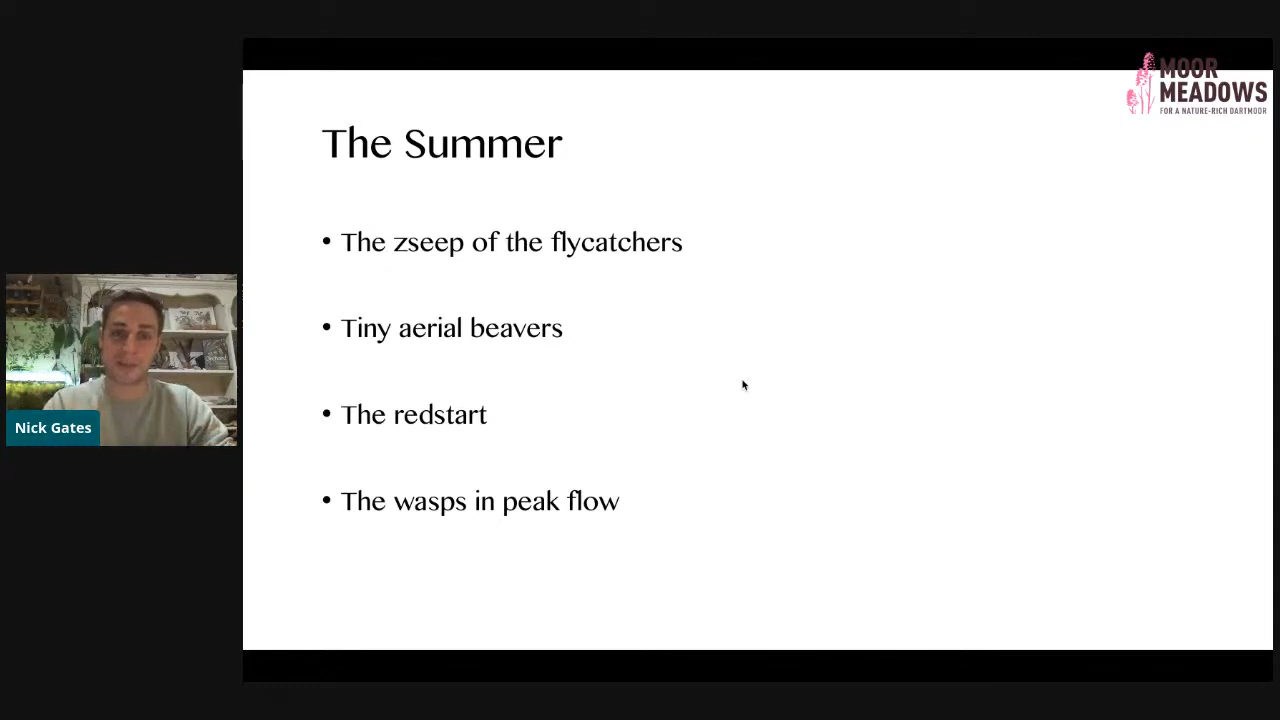 MOOR
MEADOWS
FOR A NATURE-RICH DARTMOOR
The Summer
• The zseep of the flycatchers
• Tiny aerial beavers
• The redstart
• The wasps in peak flow
Nick Gates